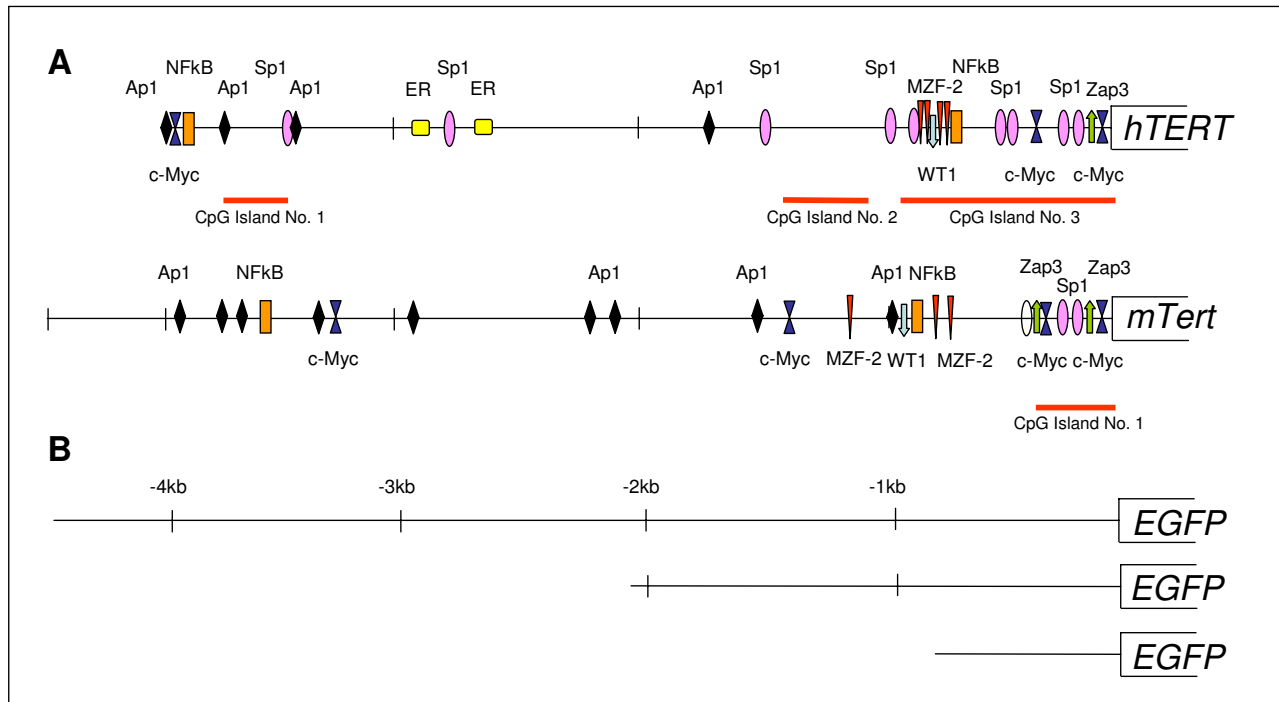 A
NFkB Sp1 Sp1 Sp1 Sp1 NFkB
Ap1 Ap1 Ap1 ER ER Ap1 MZF-2 Sp1 Sp1 Zap3
hTERT
c-Myc WT1 c-Myc c-Myc
CpG Island No. 1 CpG Island No. 2 CpG Island No. 3
Ap1 NFkB Ap1 Ap1 Ap1 NFkB Zap3 Zap3
Sp1
mTert
c-Myc c-Myc MZF-2 WT1 MZF-2 c-Myc c-Myc
CpG Island No. 1
B
-4kb -3kb -2kb -1kb
EGFP
EGFP
EGFP